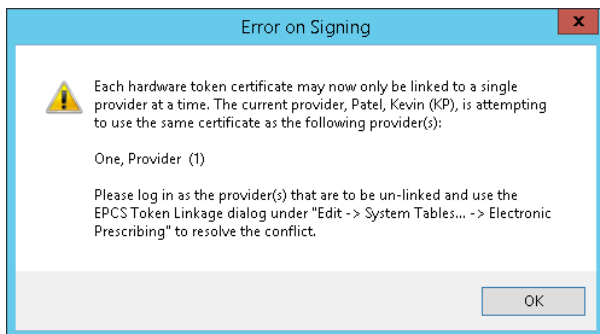 Error on Signing
x
Each hardware token certificate may now only be linked to a single
provider at a time. The current provider, Patel, Kevin (KP), is attempting
to use the same certificate as the following provider(s):
One, Provider  (1)
Please log in as the provider(s) that are to be un-linked and use the
EPCS Token Linkage dialog under "Edit -> System Tables... -> Electronic
Prescribing" to resolve the conflict.
OK